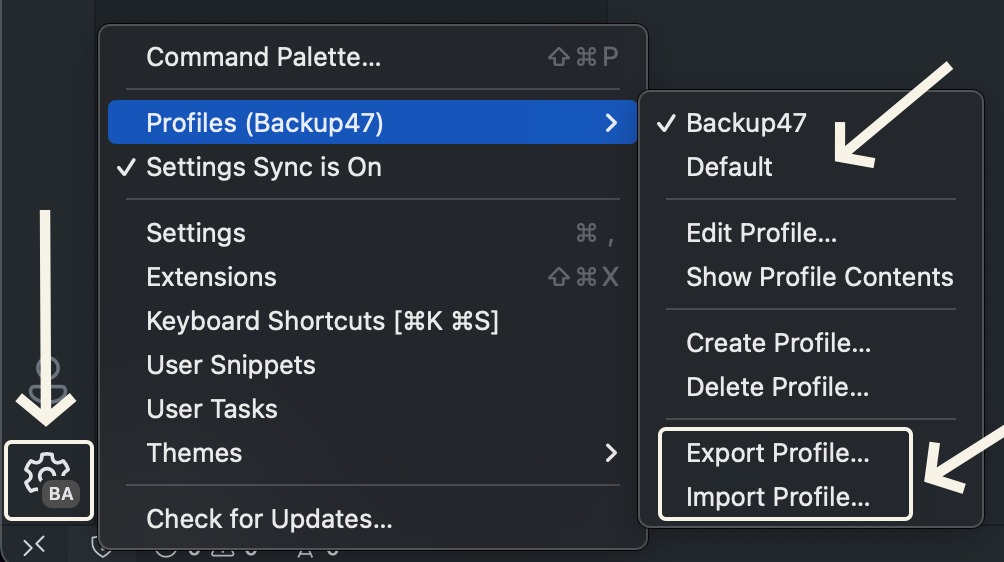 Command Palette... ⇧⌘P
Profiles (Backup47)
Settings Sync is On
Settings ⌘ ,
Extensions ⇧⌘X
Keyboard Shortcuts [⌘K ⌘S]
User Snippets
User Tasks
Themes
Check for Updates...
Backup47
Default
Edit Profile...
Show Profile Contents
Create Profile...
Delete Profile...
Export Profile...
Import Profile...
BA